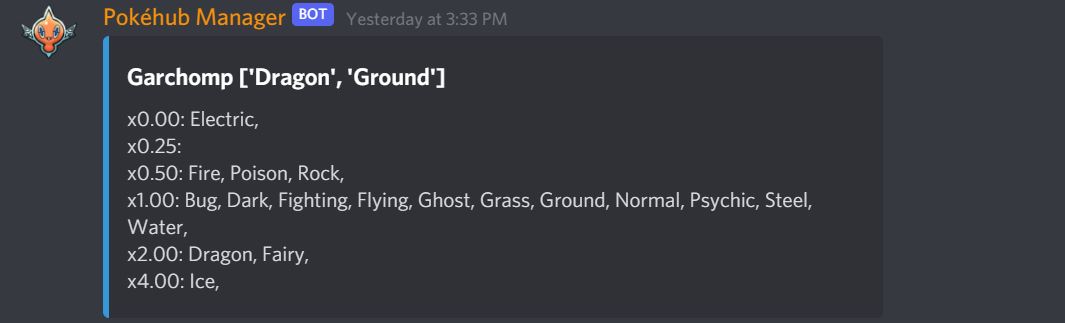 Pokéhub Manager BOT Yesterday at 3:33 PM
Garchomp ['Dragon', 'Ground']
x0.00: Electric,
x0.25:
x0.50: Fire, Poison, Rock,
x1.00: Bug, Dark, Fighting, Flying, Ghost, Grass, Ground, Normal, Psychic, Steel,
Water,
x2.00: Dragon, Fairy,
x4.00: Ice,